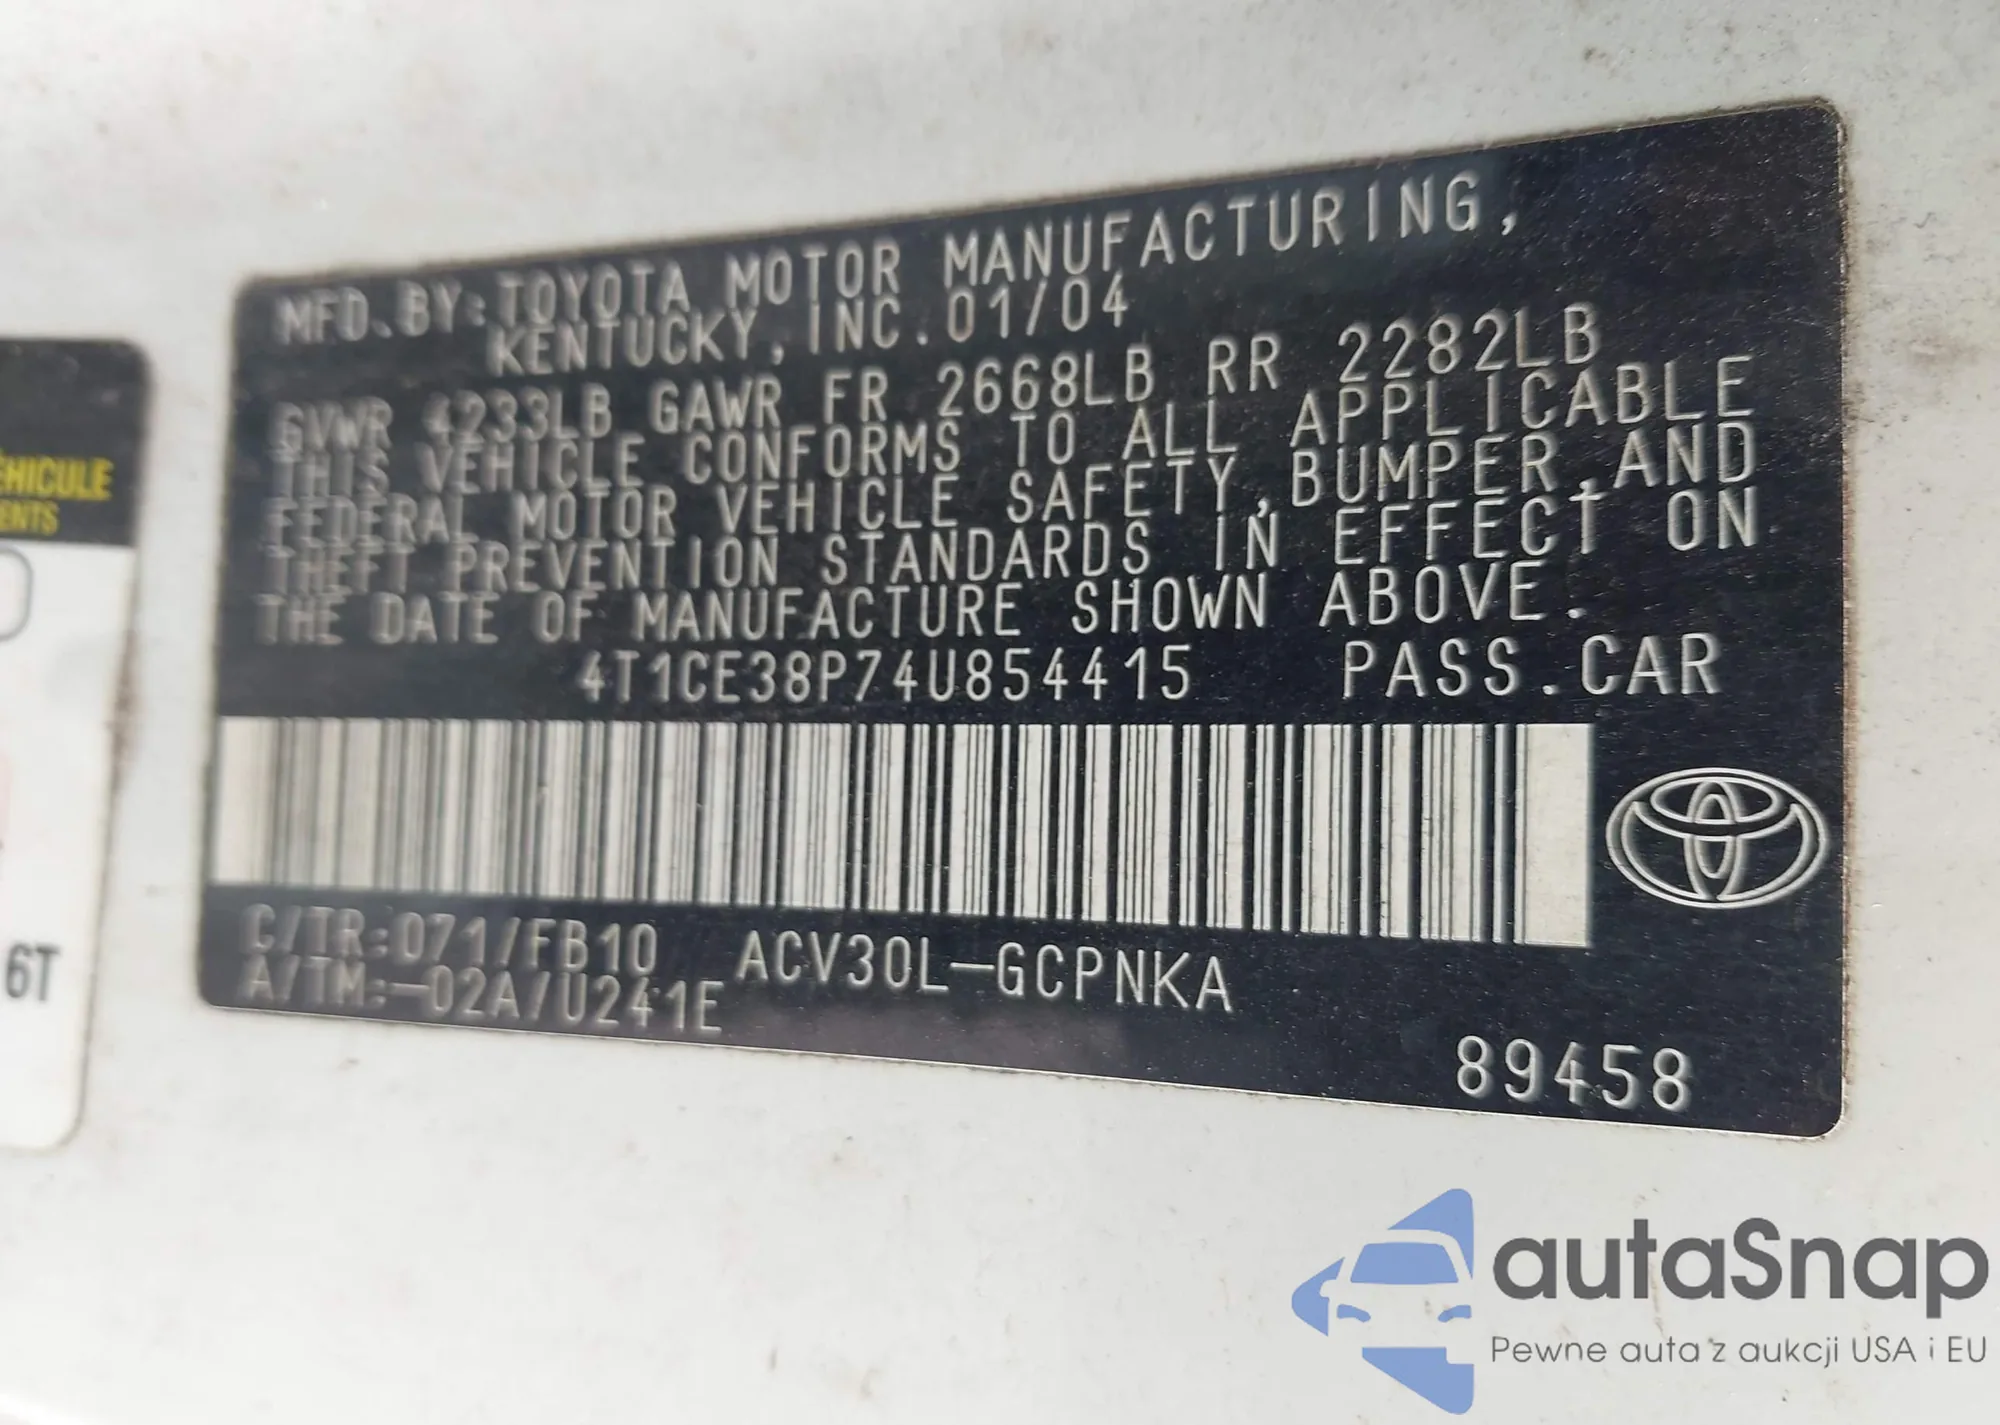 MFD.BY:TOYOTA MOTOR MANUFACTURING,
KENTUCKY, INC.01/04
GVWR 4233LB GAWR FR 2668LB RR 2282LB
THIS VEHICLE CONFORMS TO ALL APPLICABLE
FEDERAL MOTOR VEHICLE SAFETY,BUMPER,AND
THEFT PREVENTION STANDARDS IN EFFECT ON
THE DATE OF MANUFACTURE SHOWN ABOVE.
4T1CE38P74U854415 PASS.CAR
C/TR:071/FB10 ACV30L-GCPNKA
A/TM:-02A/U241E
89458
6T
autaSnap
Pewne auta z aukcji USA i EU